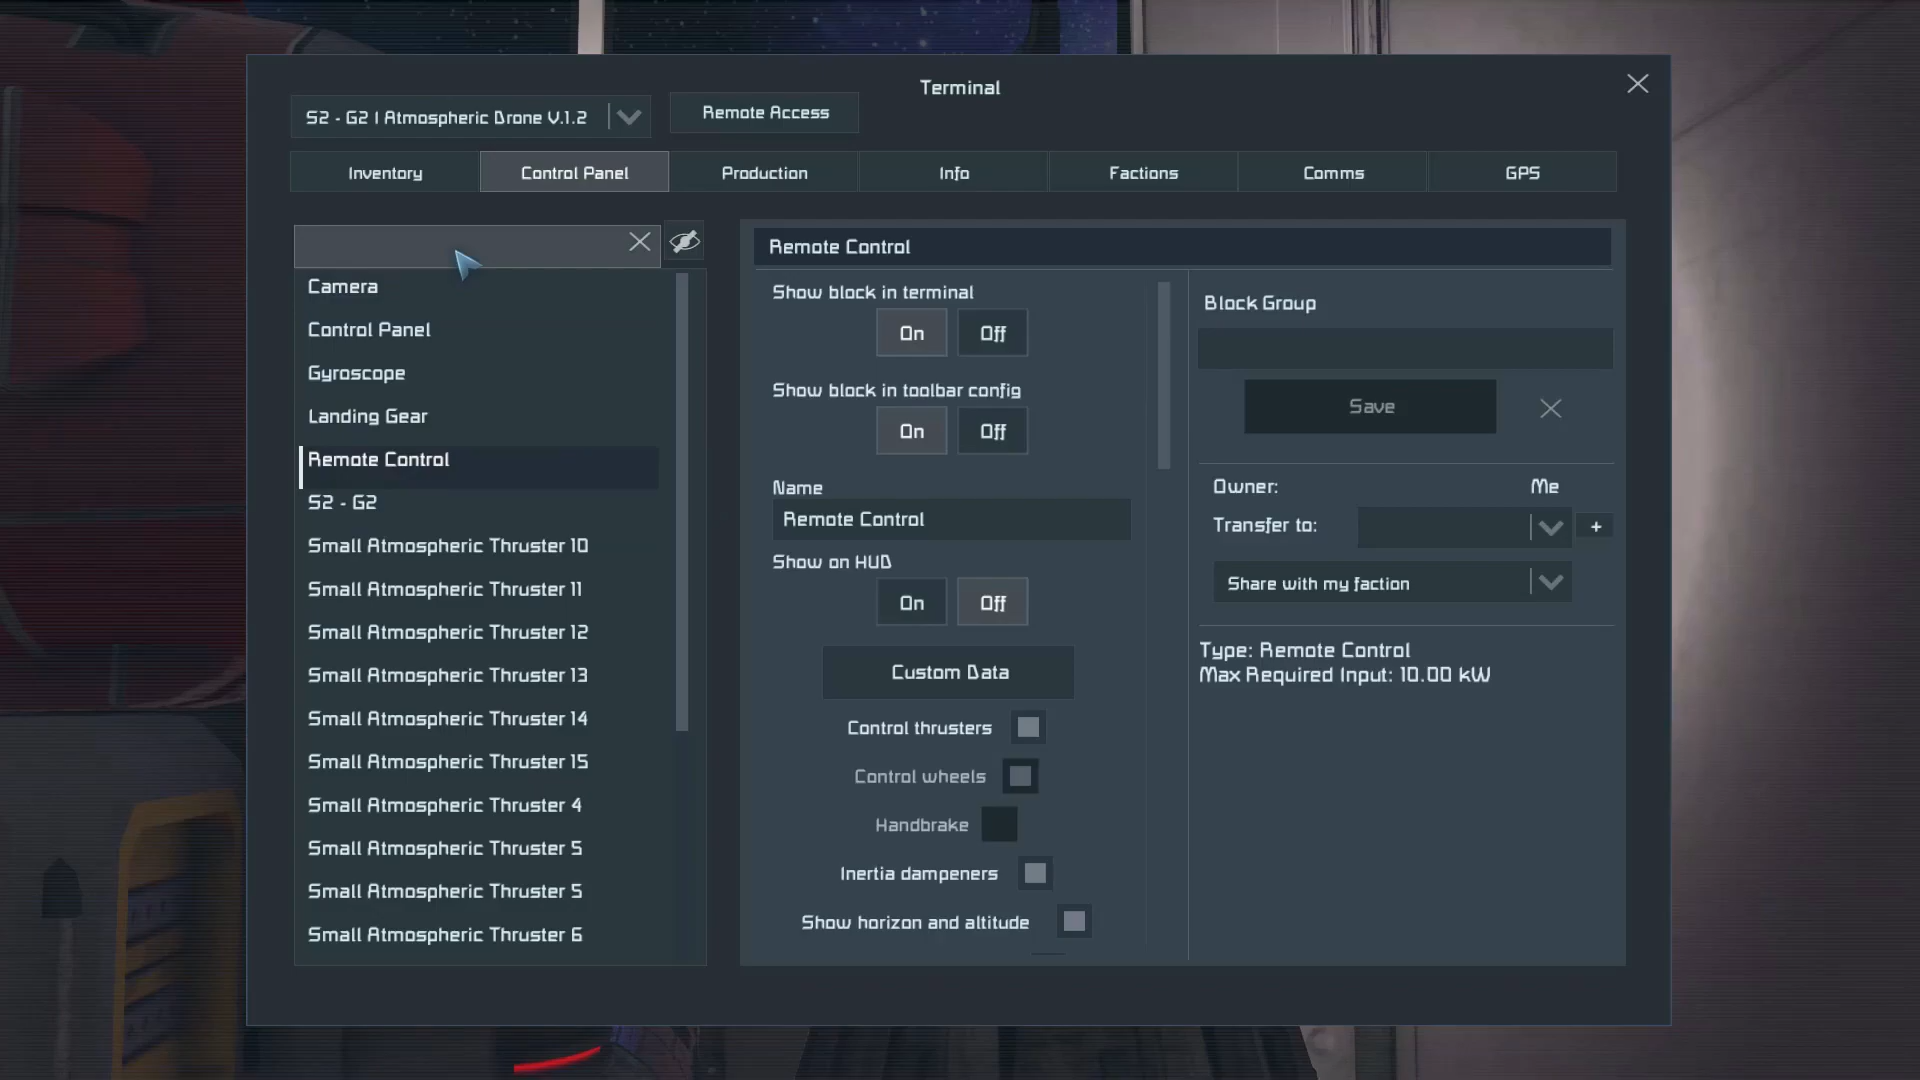 Terminal
S2 - G2 | Atmospheric Drone V.1.2
Remote Access
Inventory
Control Panel
Production
Info
Factions
Comms
GPS
Camera
Control Panel
Gyroscope
Landing Gear
Remote Control
S2 - G2
Small Atmospheric Thruster 10
Small Atmospheric Thruster 11
Small Atmospheric Thruster 12
Small Atmospheric Thruster 13
Small Atmospheric Thruster 14
Small Atmospheric Thruster 15
Small Atmospheric Thruster 4
Small Atmospheric Thruster 5
Small Atmospheric Thruster 5
Small Atmospheric Thruster 6
Remote Control
Show block in terminal
On Off
Show block in toolbar config
On Off
Name
Remote Control
Show on HUD
On Off
Custom Data
Control thrusters
Control wheels
Handbrake
Inertia dampeners
Show horizon and altitude
Block Group
Save
Owner: Me
Transfer to: +
Share with my faction
Type: Remote Control
Max Required Input: 10.00 kW